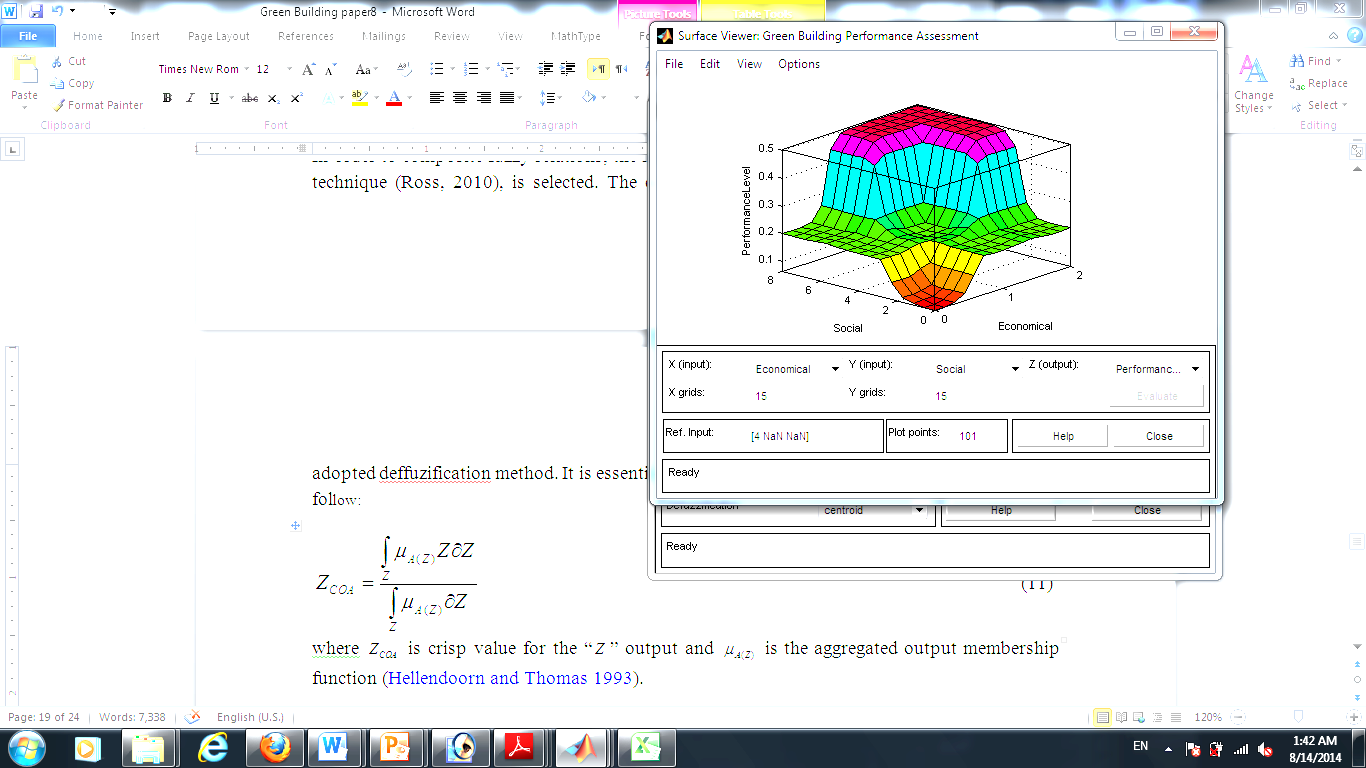 Green Building paper8 - Microsoft Word
Picture Tools
Table Tools
File Home Insert Page Layout References Mailings Review View MathType
Cut
Copy
Format Painter
Paste
Clipboard
Times New Rom 12
Font
Paragraph
Change
Styles
Find
Replace
Select
Editing
technique (Ross, 2010), is selected. The
adopted deffuzification method. It is essenti
follow:
Z_COA = ∫_Z μ_A(Z) Z∂Z / ∫_Z μ_A(Z) ∂Z
(11)
where Z_COA is crisp value for the “Z” output and μ_A(Z) is the aggregated output membership
function (Hellendoorn and Thomas 1993).
Surface Viewer: Green Building Performance Assessment
File Edit View Options
0.5
0.4
0.3
0.2
0.1
PerformanceLevel
8 6 4 2 0
Social
0 1 2
Economical
X (input): Economical Y (input): Social Z (output): Performanc...
X grids: 15 Y grids: 15 Evaluate
Ref. Input: [4 NaN NaN] Plot points: 101 Help Close
Ready
Defuzzification centroid Help Close
Ready
Page: 19 of 24 Words: 7,338 English (U.S.) 120%
EN
1:42 AM
8/14/2014